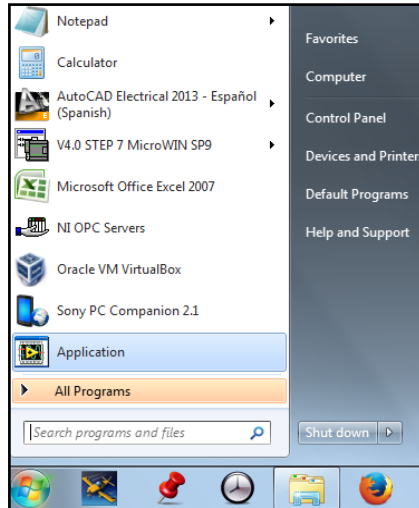 Notepad
Calculator
AutoCAD Electrical 2013 - Español
(Spanish)
V4.0 STEP 7 MicroWIN SP9
Microsoft Office Excel 2007
NI OPC Servers
Oracle VM VirtualBox
Sony PC Companion 2.1
Application
All Programs
Search programs and files
Favorites
Computer
Control Panel
Devices and Printer
Default Programs
Help and Support
Shut down